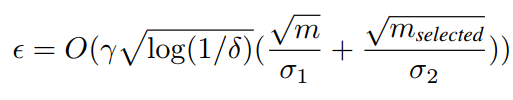 ϵ = O(γ√log(1/δ)(√m/σ₁ + √m_selected/σ₂))